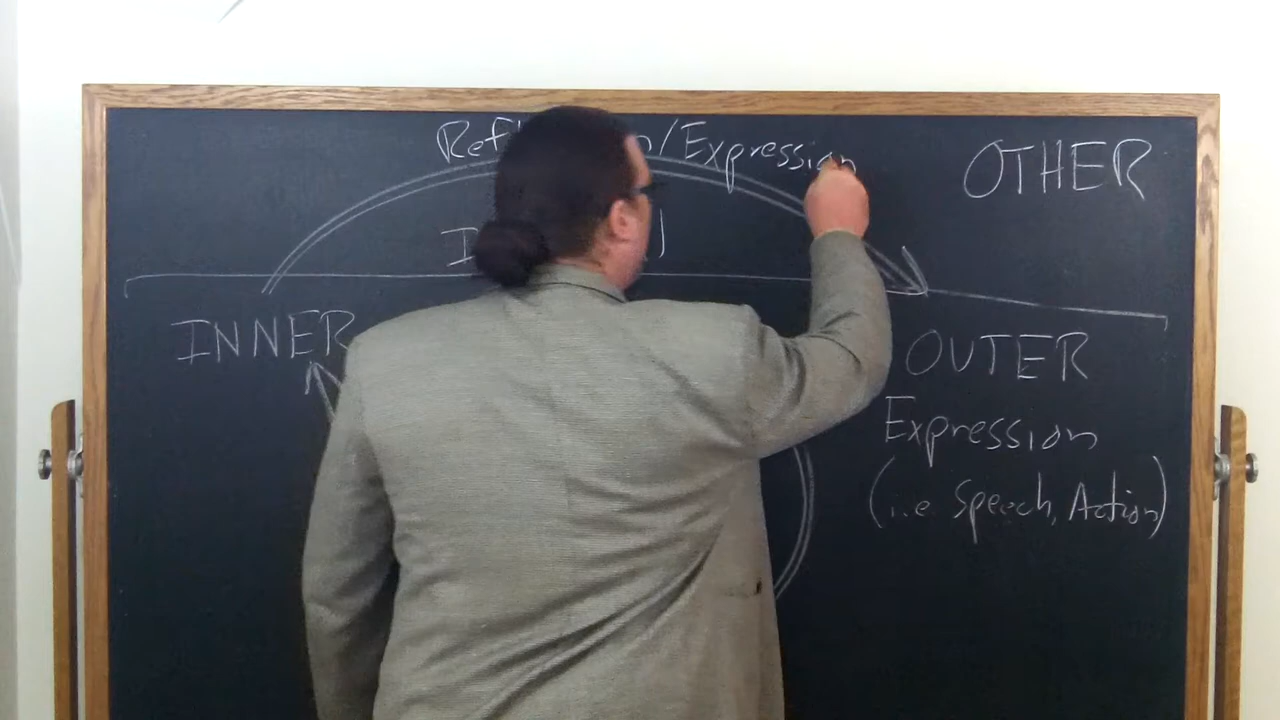 /Expression
OTHER
INNER
OUTER
Expression
(i.e Speech, Action)